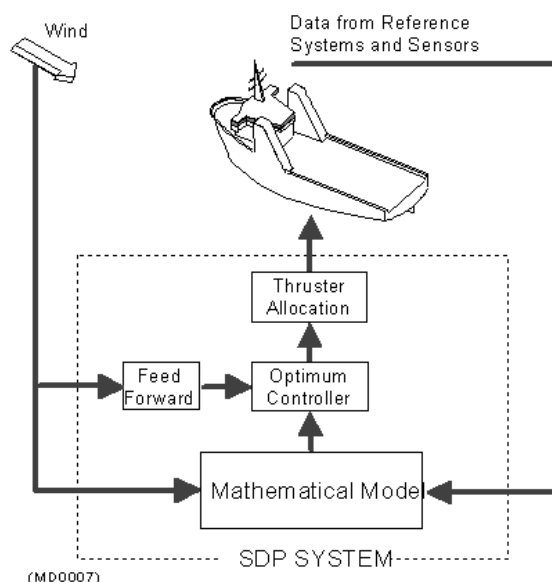 Wind
Data from Reference
Systems and Sensors
Thruster
Allocation
Feed
Forward
Optimum
Controller
Mathematical Model
SDP SYSTEM
(MD0007)